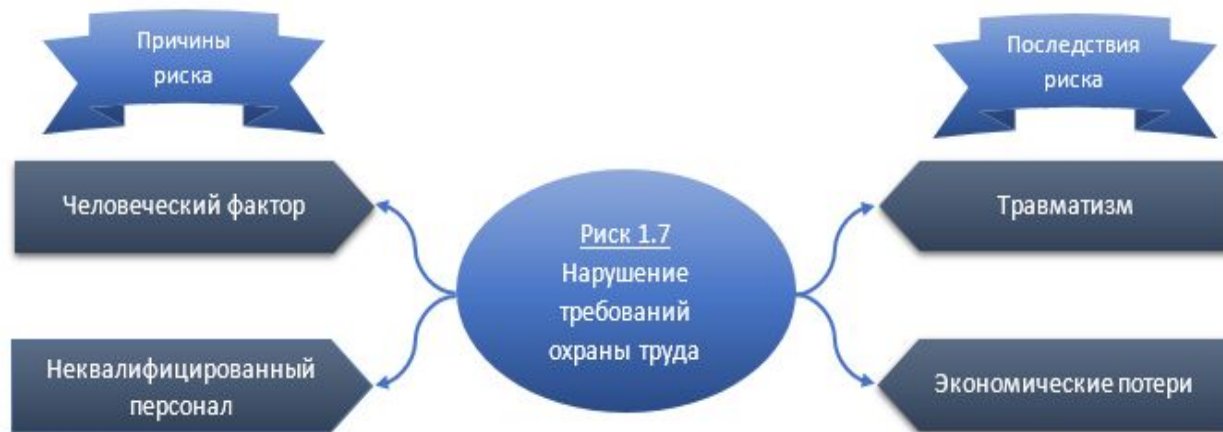 Причины
риска
Последствия
риска
Человеческий фактор
Неквалифицированный
персонал
Риск 1.7
Нарушение
требований
охраны труда
Травматизм
Экономические потери